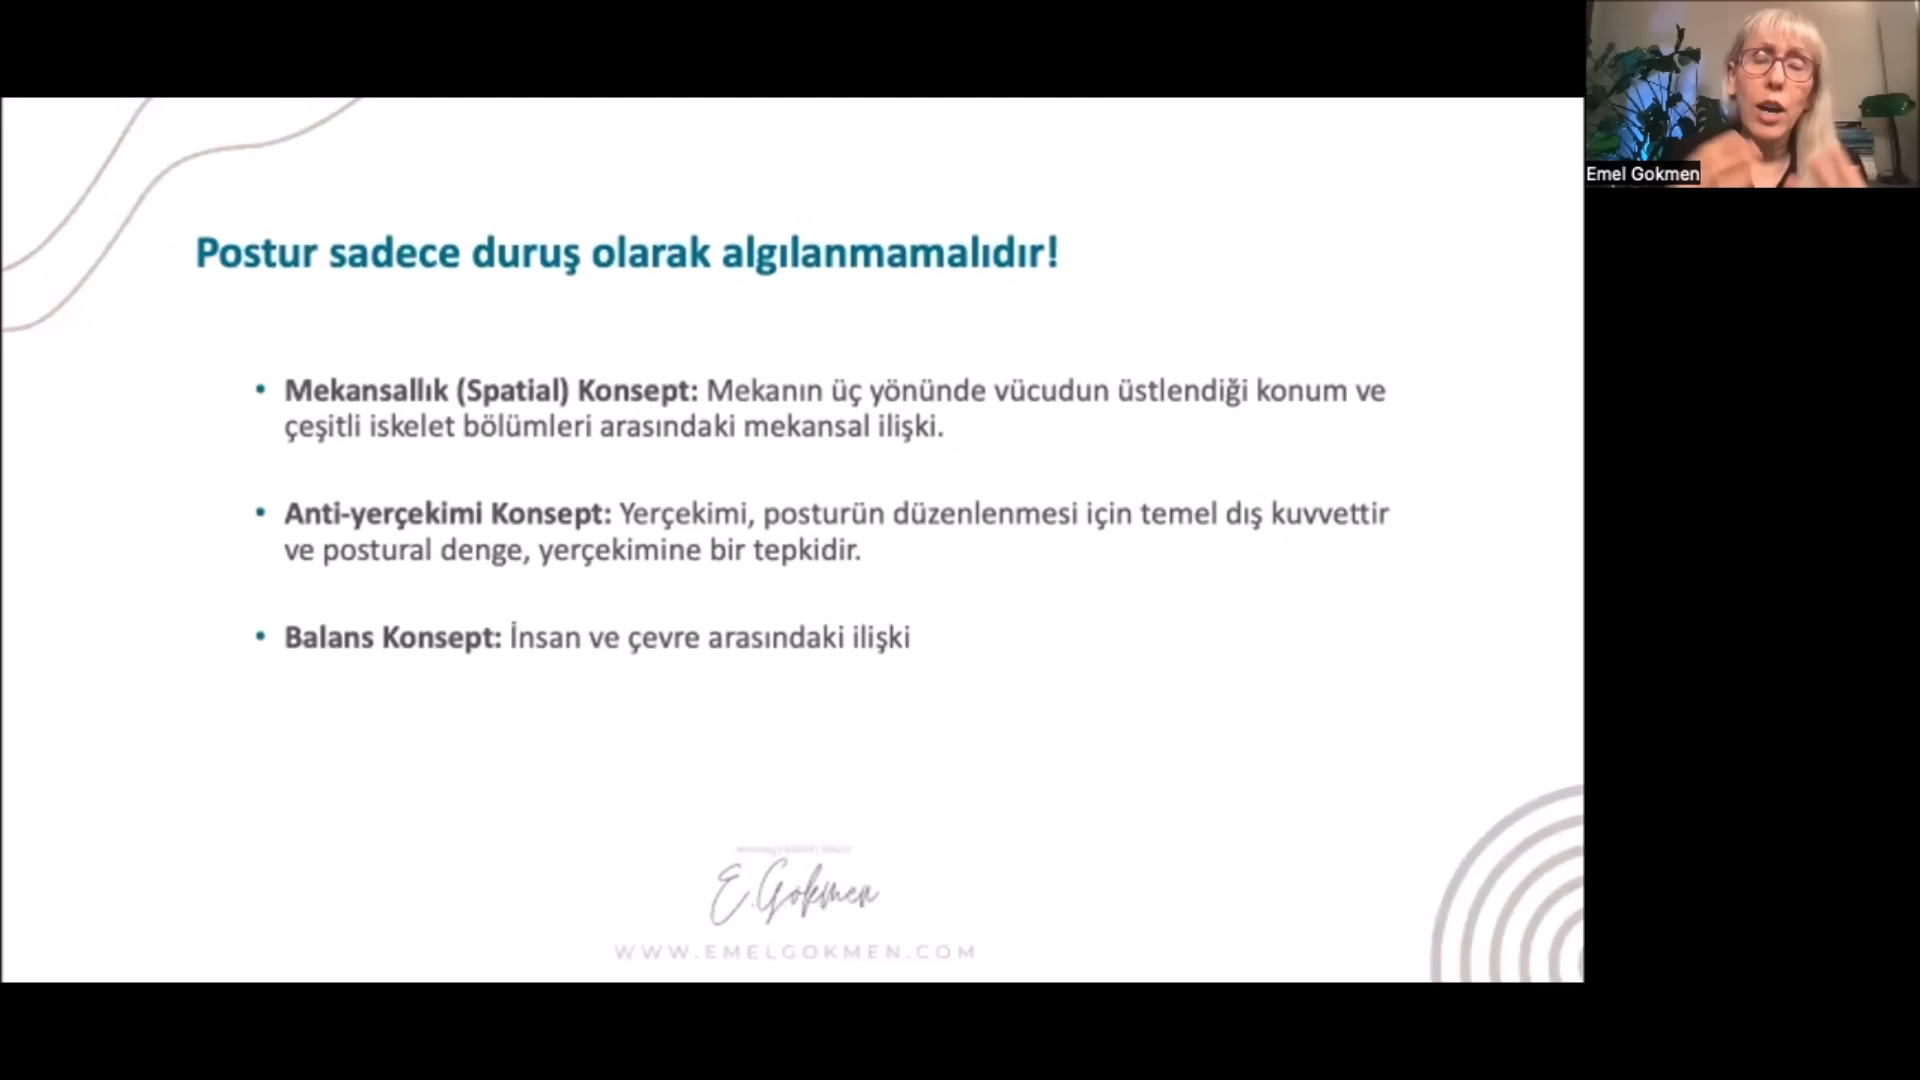 Emel Gokmen
Postur sadece duruş olarak algılanmamalıdır!
• Mekansallık (Spatial) Konsept: Mekanın üç yönünde vücudun üstlendiği konum ve
çeşitli iskelet bölümleri arasındaki mekansal ilişki.
• Anti-yerçekimi Konsept: Yerçekimi, posturün düzenlenmesi için temel dış kuvvettir
ve postural denge, yerçekimine bir tepkidir.
• Balans Konsept: İnsan ve çevre arasındaki ilişki
E.Gökmen
WWW.EMELGOKMEN.COM